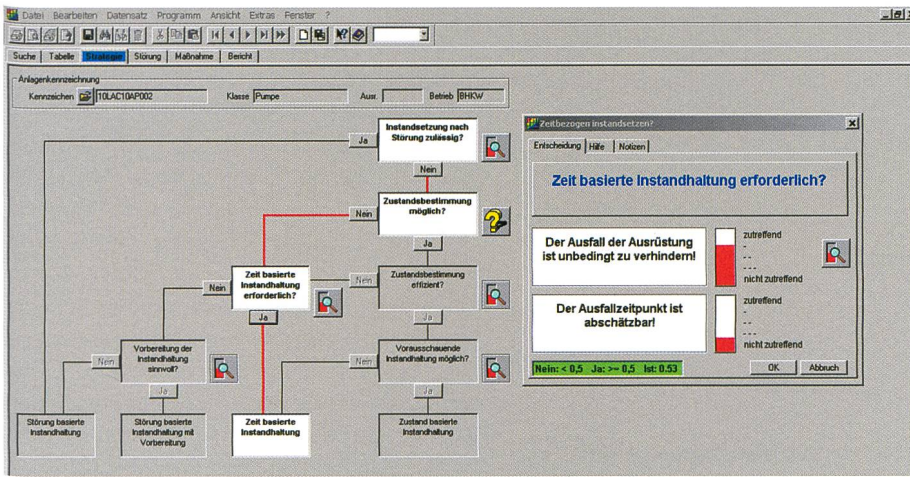 Datei Bearbeiten Datensatz Programm Ansicht Extras Fenster ?
Suche Tabelle Strategie Störung Maßnahme Bericht
Anlagenkennzeichnung
Kennzeichen 10LAC10AP002 Klasse Pumpe Ausr. Betrieb BHKW
Instandsetzung nach
Störung zulässig?
Ja
Nein
Zustandsbestimmung
möglich?
Nein
Ja
Zeit basierte
Instandhaltung
erforderlich?
Nein
Ja
Zustandsbestimmung
effizient?
Nein
Ja
Vorbereitung der
Instandhaltung
sinnvoll?
Nein
Ja
Vorausschauende
Instandhaltung möglich?
Nein
Ja
Störung basierte
Instandhaltung
Störung basierte
Instandhaltung mit
Vorbereitung
Zeit basierte
Instandhaltung
Zustand basierte
Instandhaltung
Zeitbezogen instandsetzen?
Entscheidung Hilfe Notizen
Zeit basierte Instandhaltung erforderlich?
Der Ausfall der Ausrüstung
ist unbedingt zu verhindern!
zutreffend
-
--
---
nicht zutreffend
Der Ausfallzeitpunkt ist
abschätzbar!
zutreffend
-
--
---
nicht zutreffend
Nein: < 0,5 Ja: >= 0,5 Ist: 0.53
OK Abbruch